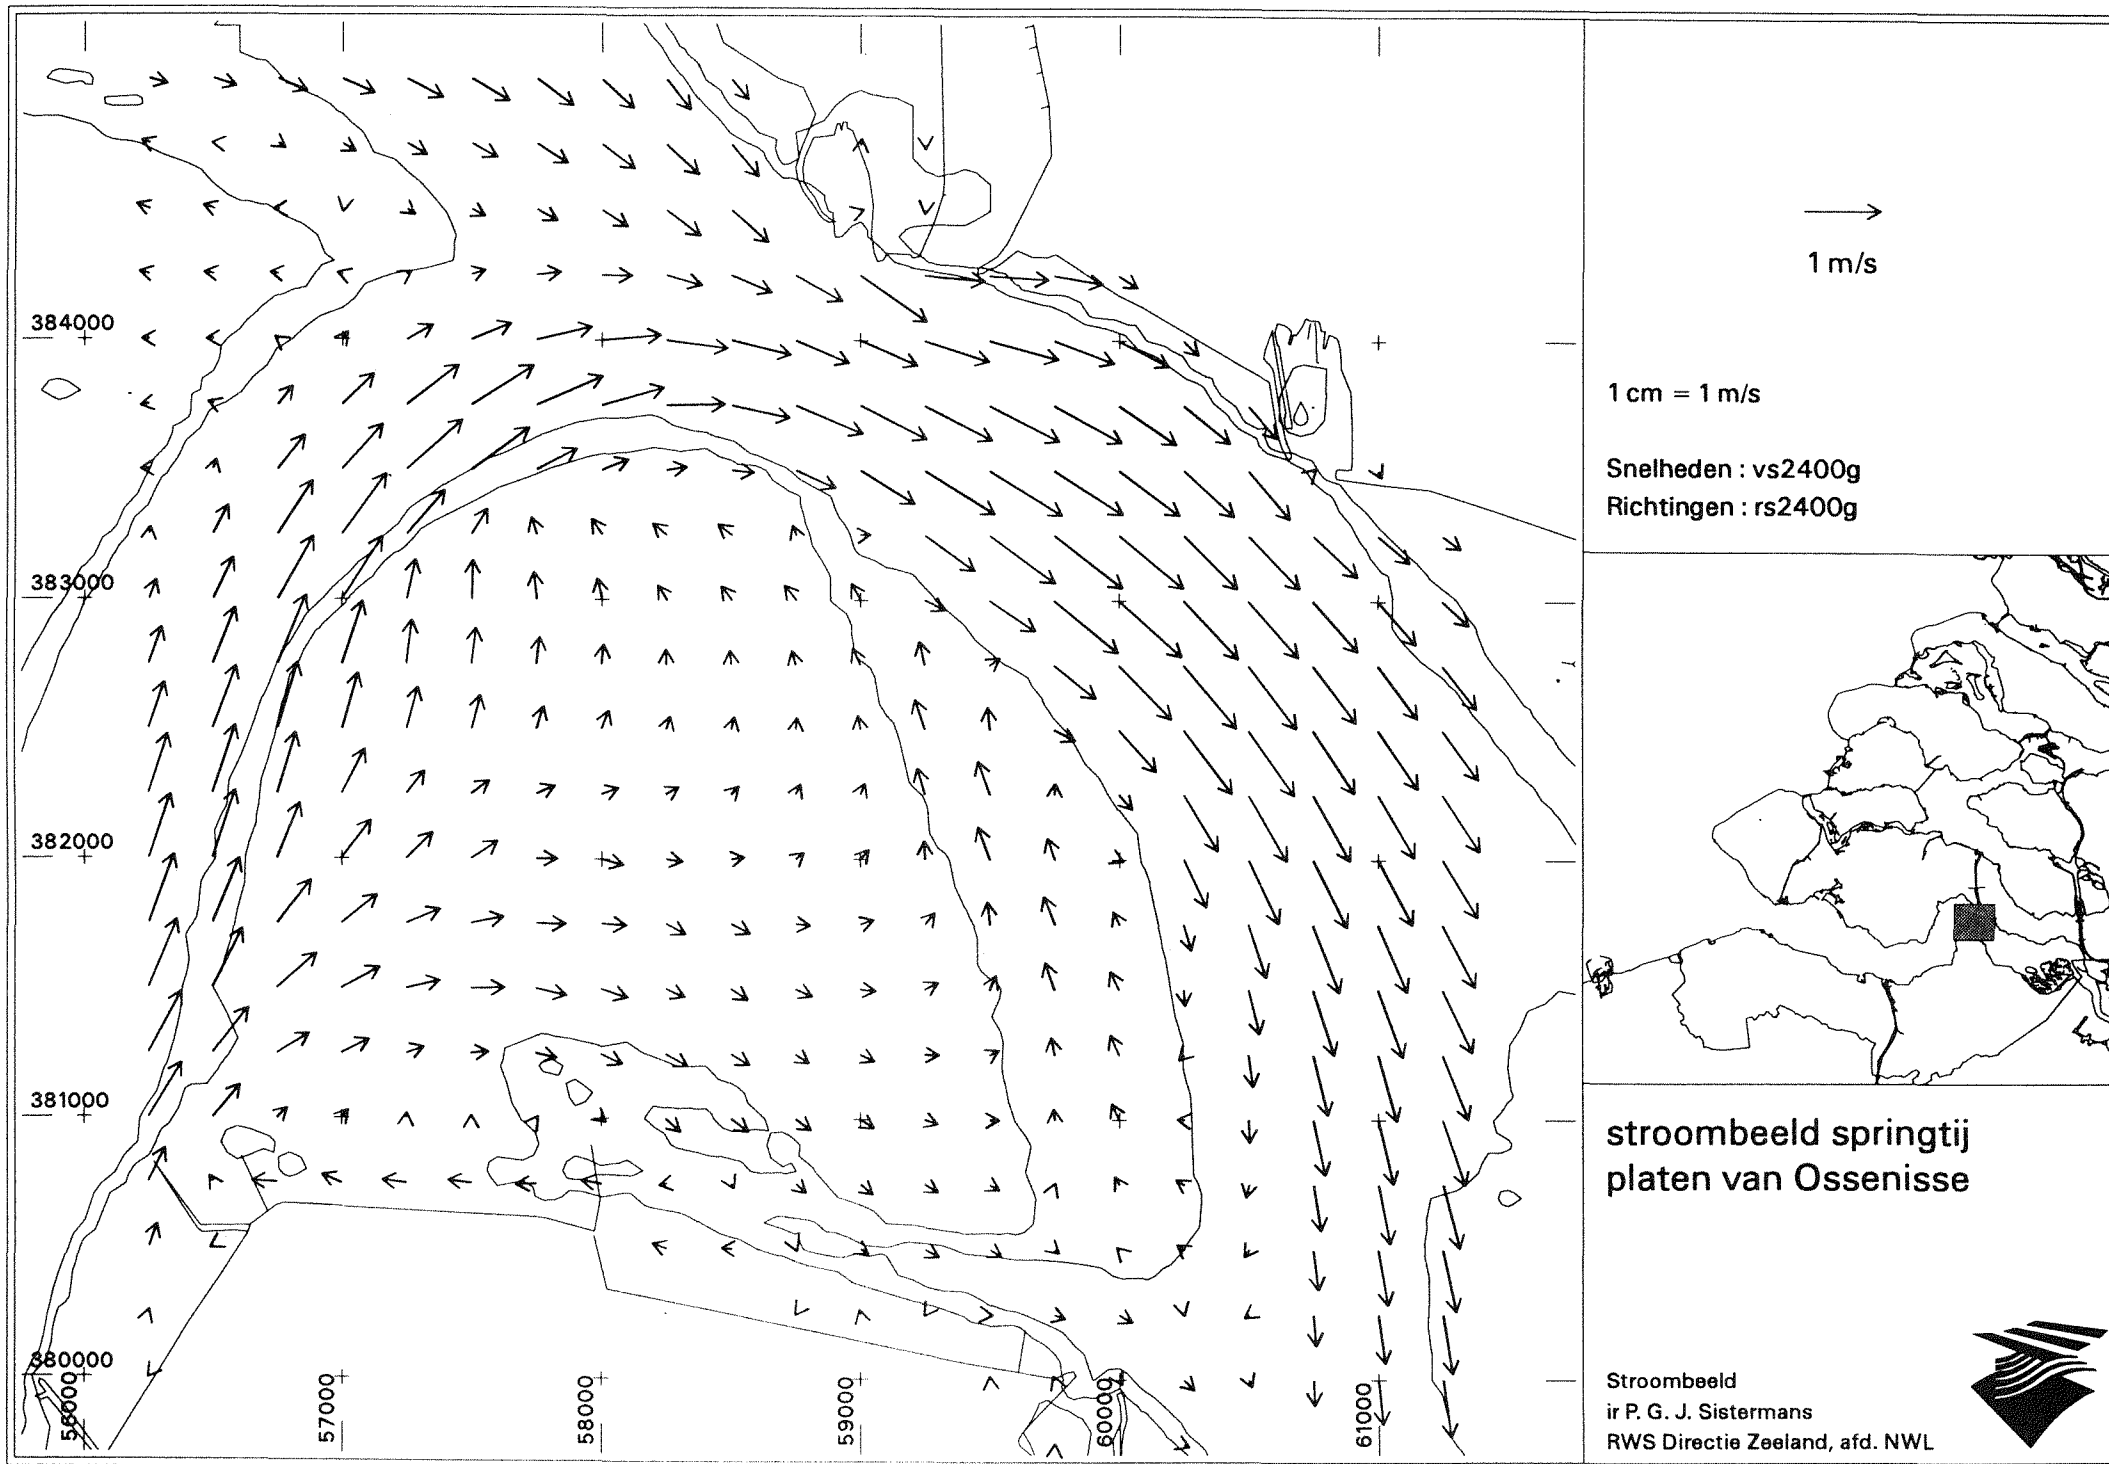 384000
383000
382000
381000
380000
56000
57000
58000
59000
60000
61000
1 m/s
1 cm = 1 m/s
Snelheden : vs2400g
Richtingen : rs2400g
stroombeeld springtij
platen van Ossenisse
Stroombeeld
ir P. G. J. Sistermans
RWS Directie Zeeland, afd. NWL